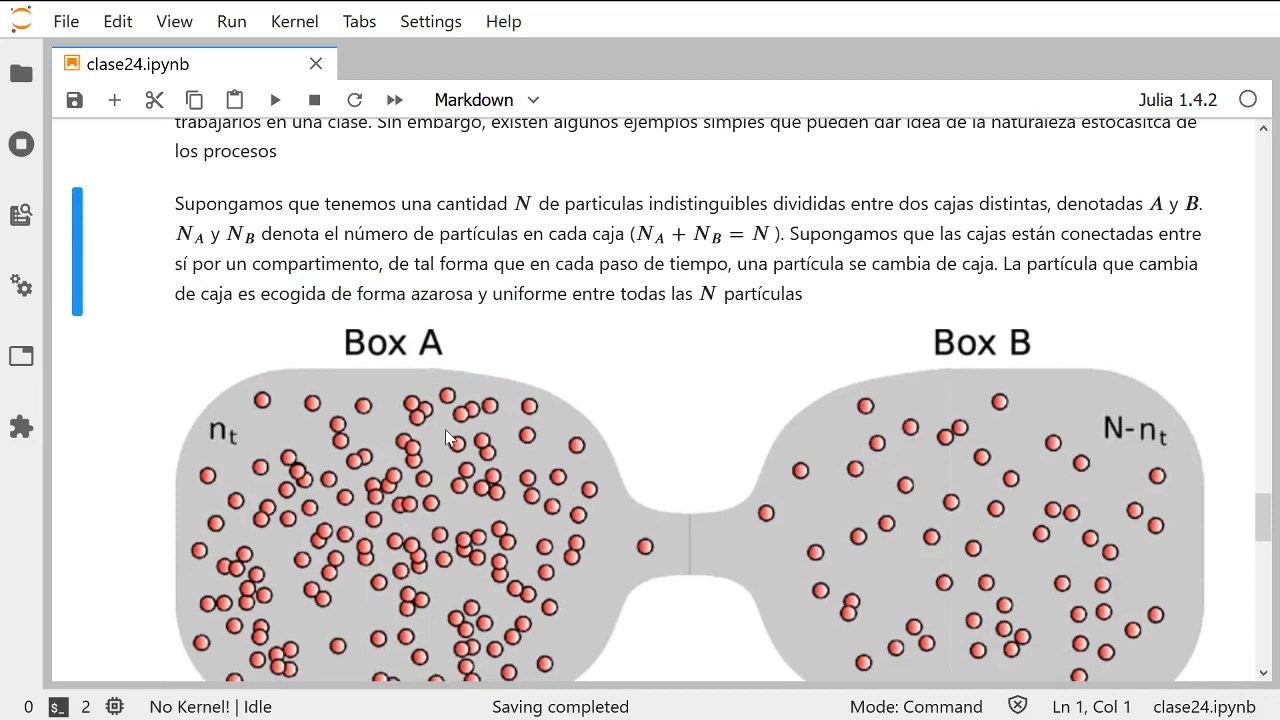 File Edit View Run Kernel Tabs Settings Help
clase24.ipynb
Markdown
Julia 1.4.2
trabajarlos en una clase. Sin embargo, existen algunos ejemplos simples que pueden dar idea de la naturaleza estocasítca de
los procesos
Supongamos que tenemos una cantidad N de particulas indistinguibles divididas entre dos cajas distintas, denotadas A y B.
N_A y N_B denota el número de partículas en cada caja (N_A + N_B = N ). Supongamos que las cajas están conectadas entre
sí por un compartimento, de tal forma que en cada paso de tiempo, una partícula se cambia de caja. La partícula que cambia
de caja es ecogida de forma azarosa y uniforme entre todas las N partículas
Box A
Box B
n_t
N-n_t
0 $_ 2 No Kernel! | Idle Saving completed Mode: Command Ln 1, Col 1 clase24.ipynb